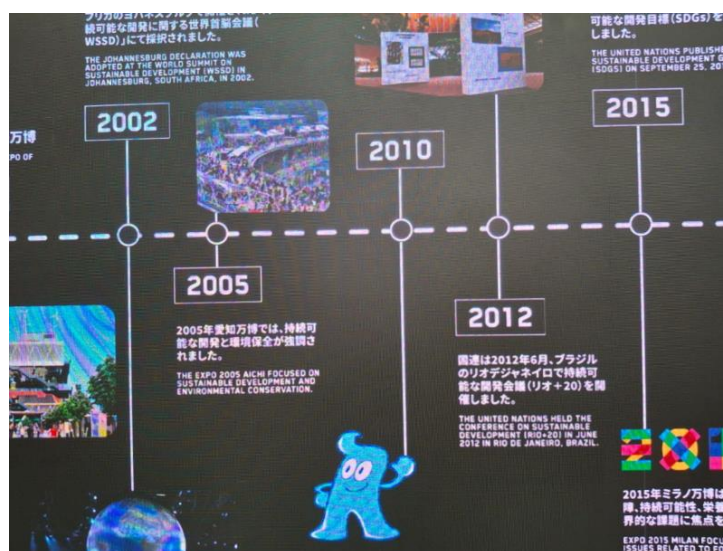 続可能な開発に関する世界首脳会議(
WSSD)」にて採択されました。
THE JOHANNESBURG DECLARATION WAS
ADOPTED AT THE WORLD SUMMIT ON
SUSTAINABLE DEVELOPMENT (WSSD) IN
JOHANNESBURG, SOUTH AFRICA, IN 2002.
2002
万博
PO OF
2005
2005年愛知万博では、持続可
能な開発と環境保全が強調さ
れました。
THE EXPO 2005 AICHI FOCUSED ON
SUSTAINABLE DEVELOPMENT AND
ENVIRONMENTAL CONSERVATION.
2010
2012
国連は2012年6月、ブラジル
のリオデジャネイロで持続可
能な開発会議(リオ+20)を開
催しました。
THE UNITED NATIONS HELD THE
CONFERENCE ON SUSTAINABLE
DEVELOPMENT (RIO+20) IN JUNE
2012 IN RIO DE JANEIRO, BRAZIL.
可能な開発目標(SDGs)を
しました。
THE UNITED NATIONS PUBLISHE
SUSTAINABLE DEVELOPMENT G
(SDGS) ON SEPTEMBER 25, 20
2015
201
2015年ミラノ万博は
障、持続可能性、栄養
界的な課題に焦点を
EXPO 2015 MILAN FOCU
ISSUES RELATED TO